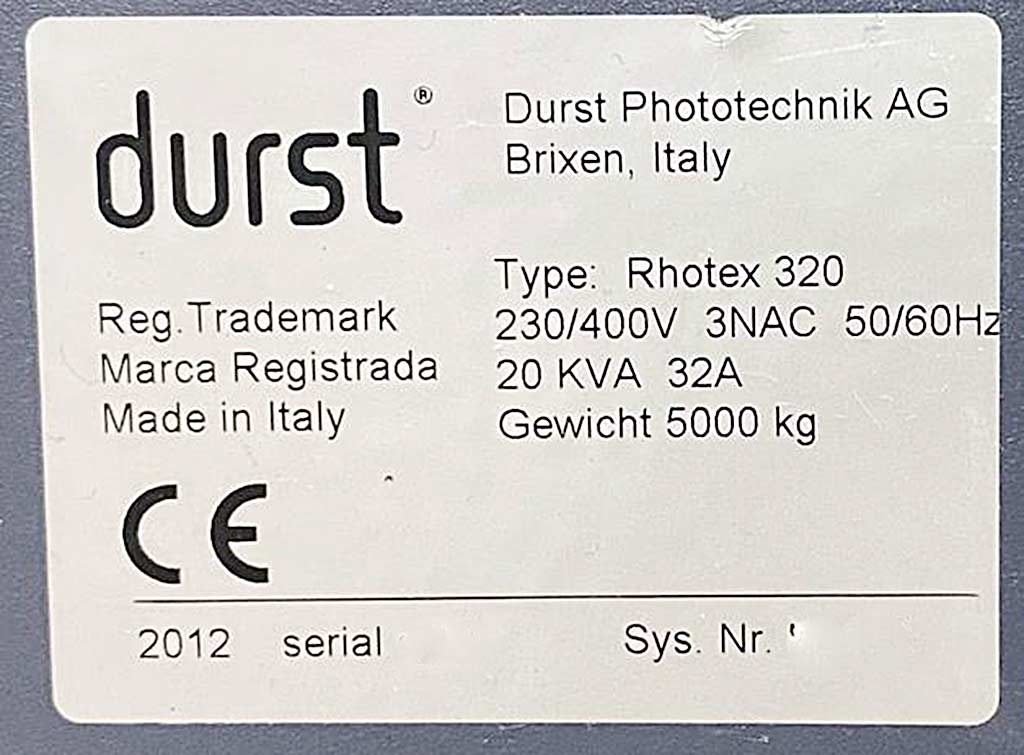 durst ®
Durst Phototechnik AG
Brixen, Italy
Type: Rhotex 320
230/400V 3NAC 50/60Hz
20 KVA 32A
Gewicht 5000 kg
Reg.Trademark
Marca Registrada
Made in Italy
CE
2012 serial
Sys. Nr.